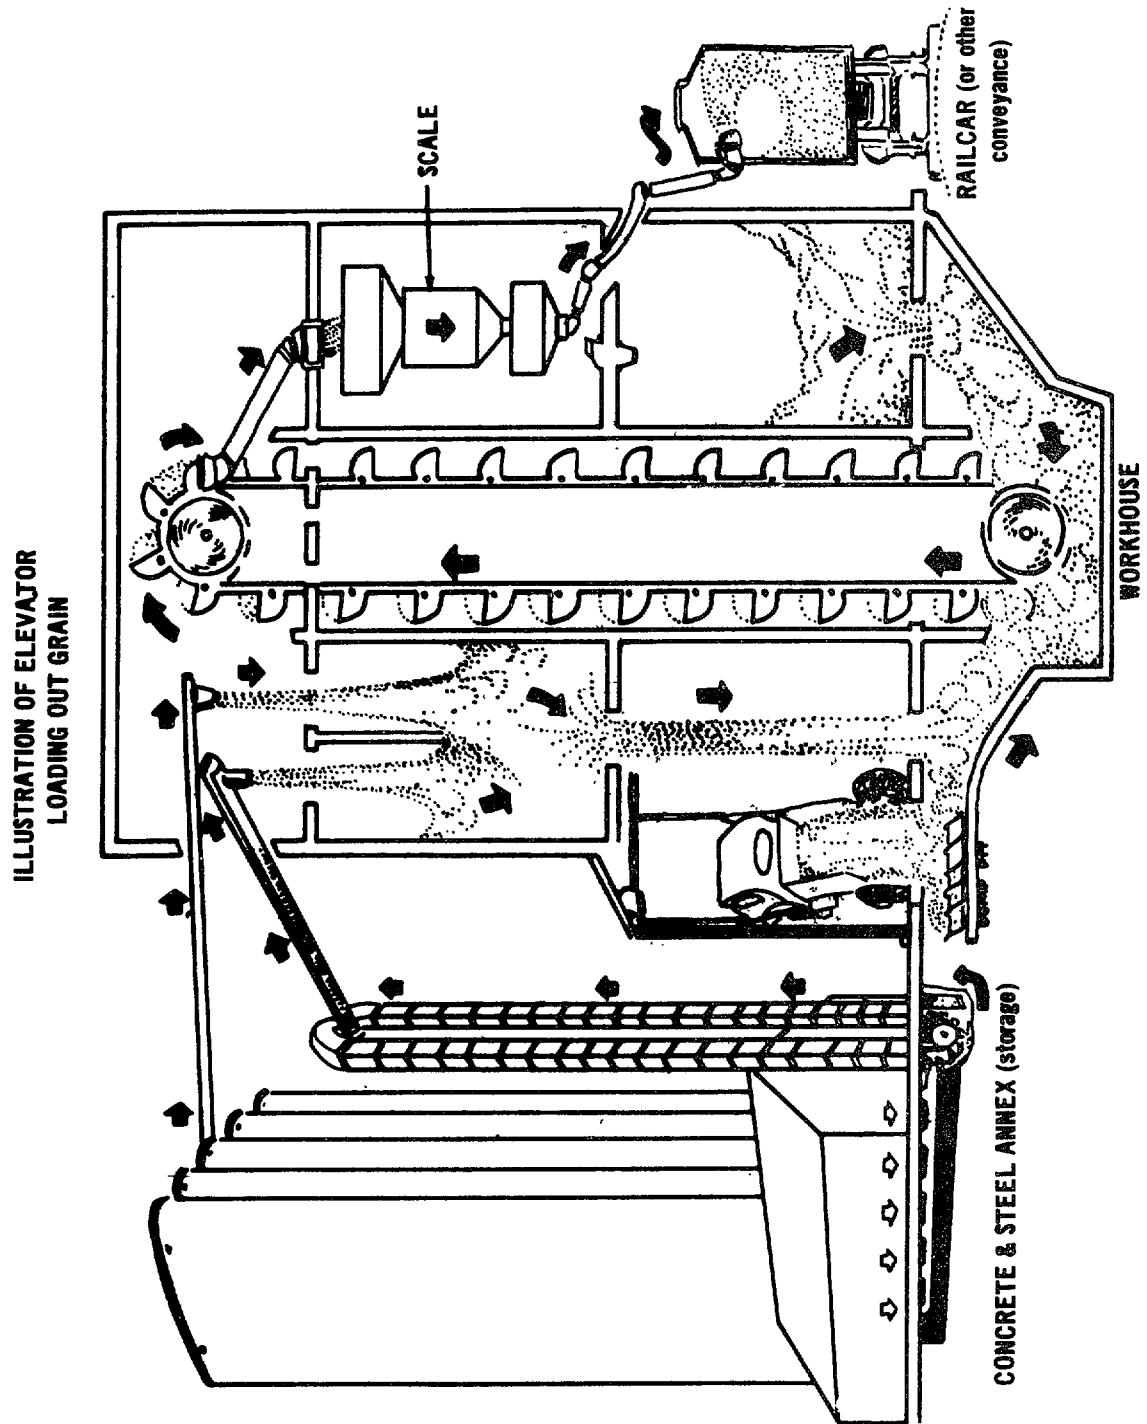 ILLUSTRATION OF ELEVATOR
LOADING OUT GRAIN
SCALE
RAILCAR (or other
conveyance)
WORKHOUSE
CONCRETE & STEEL ANNEX (storage)